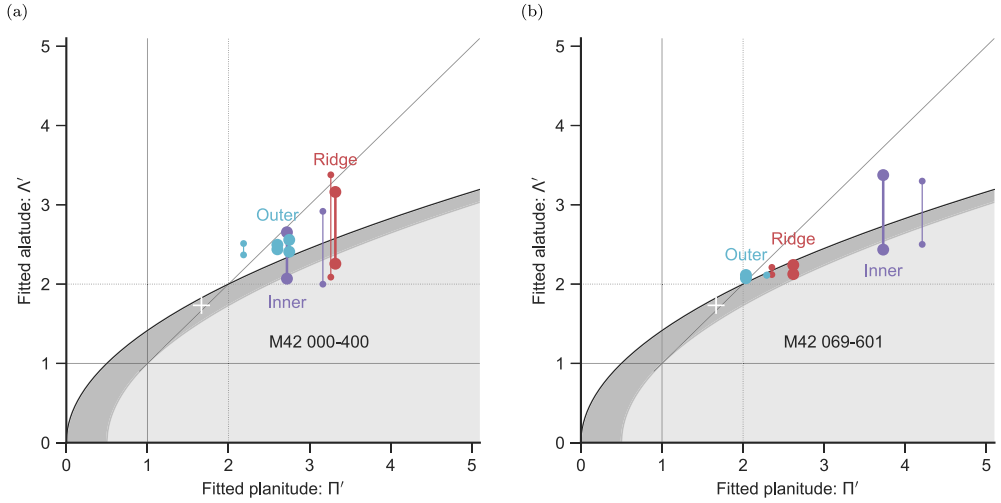 (a)
5
4
3
2
1
0
Fitted alatude: Λ′
Ridge
Outer
Inner
M42 000-400
0 1 2 3 4 5
Fitted planitude: Π′
(b)
5
4
3
2
1
0
Fitted alatude: Λ′
Outer
Ridge
Inner
M42 069-601
0 1 2 3 4 5
Fitted planitude: Π′